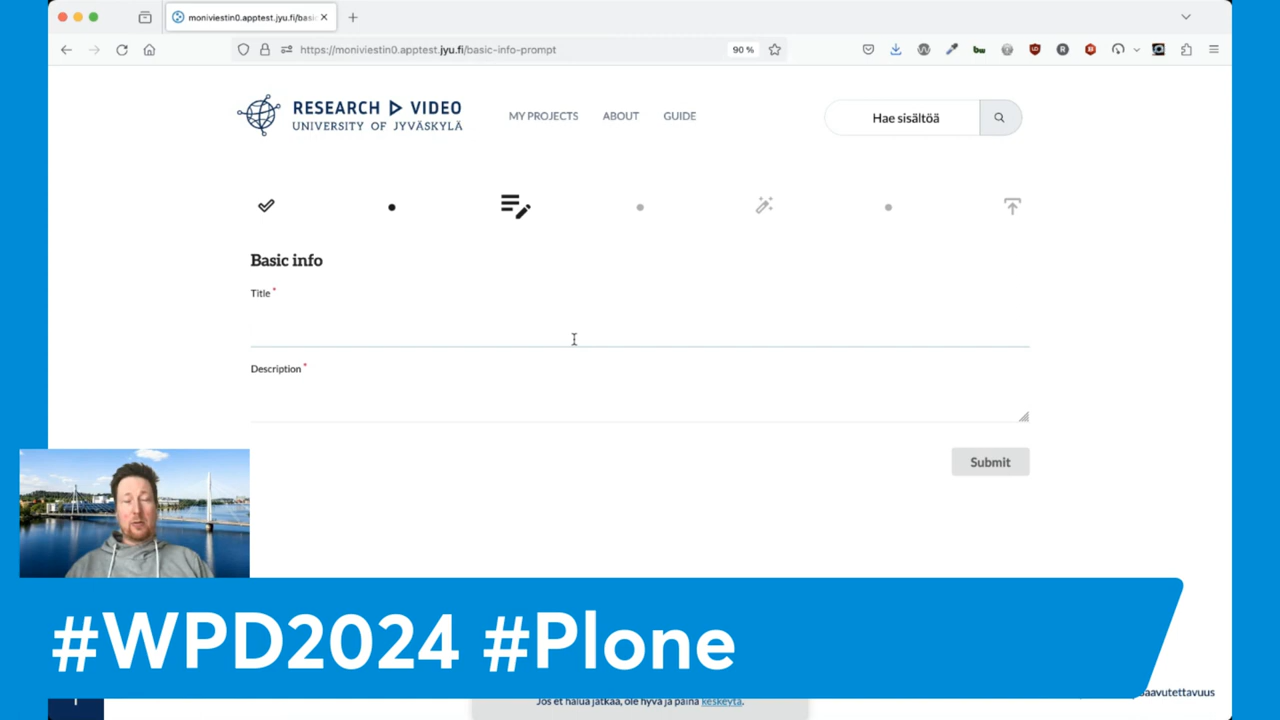 moniviestin0.apptest.jyu.fi/basi
https://moniviestin0.apptest.jyu.fi/basic-info-prompt
90 %
RESEARCH VIDEO
UNIVERSITY OF JYVÄSKYLÄ
MY PROJECTS
ABOUT
GUIDE
Hae sisältöä
Basic info
Title *
Description *
Submit
#WPD2024 #Plone
aavutettavuus
Jos et halua jatkaa, ole hyvä ja paina keskeytä.